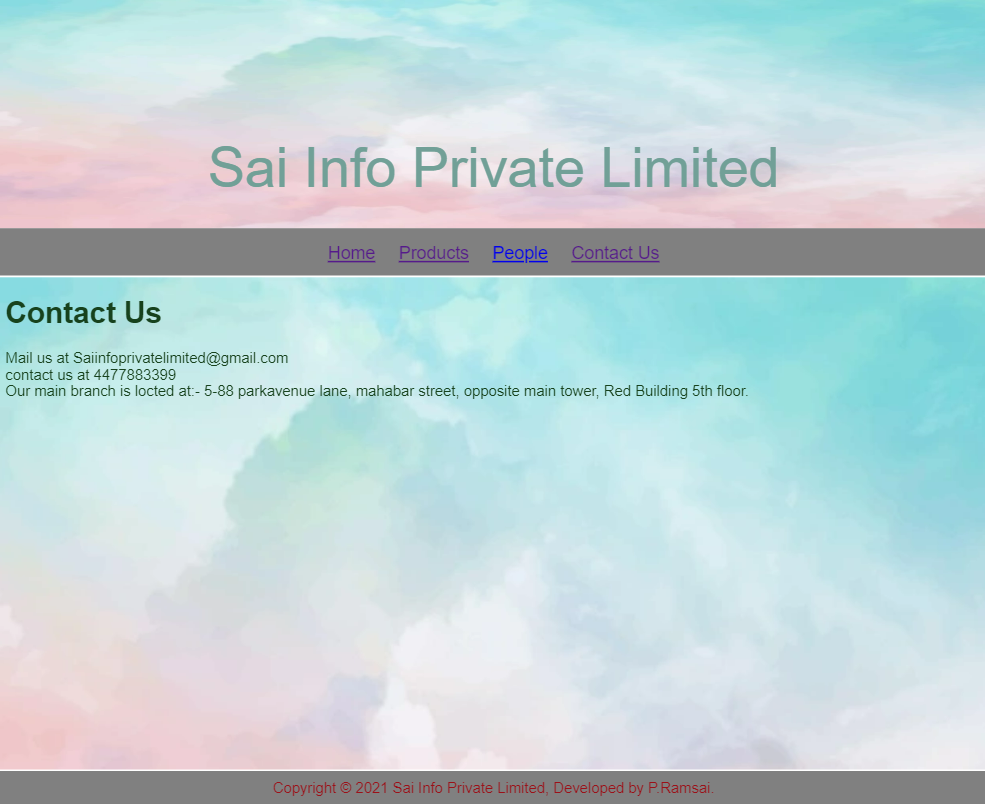 Sai Info Private Limited
Home Products People Contact Us
Contact Us
Mail us at Saiinfoprivatelimited@gmail.com
contact us at 4477883399
Our main branch is locted at:- 5-88 parkavenue lane, mahabar street, opposite main tower, Red Building 5th floor.
Copyright © 2021 Sai Info Private Limited, Developed by P.Ramsai.